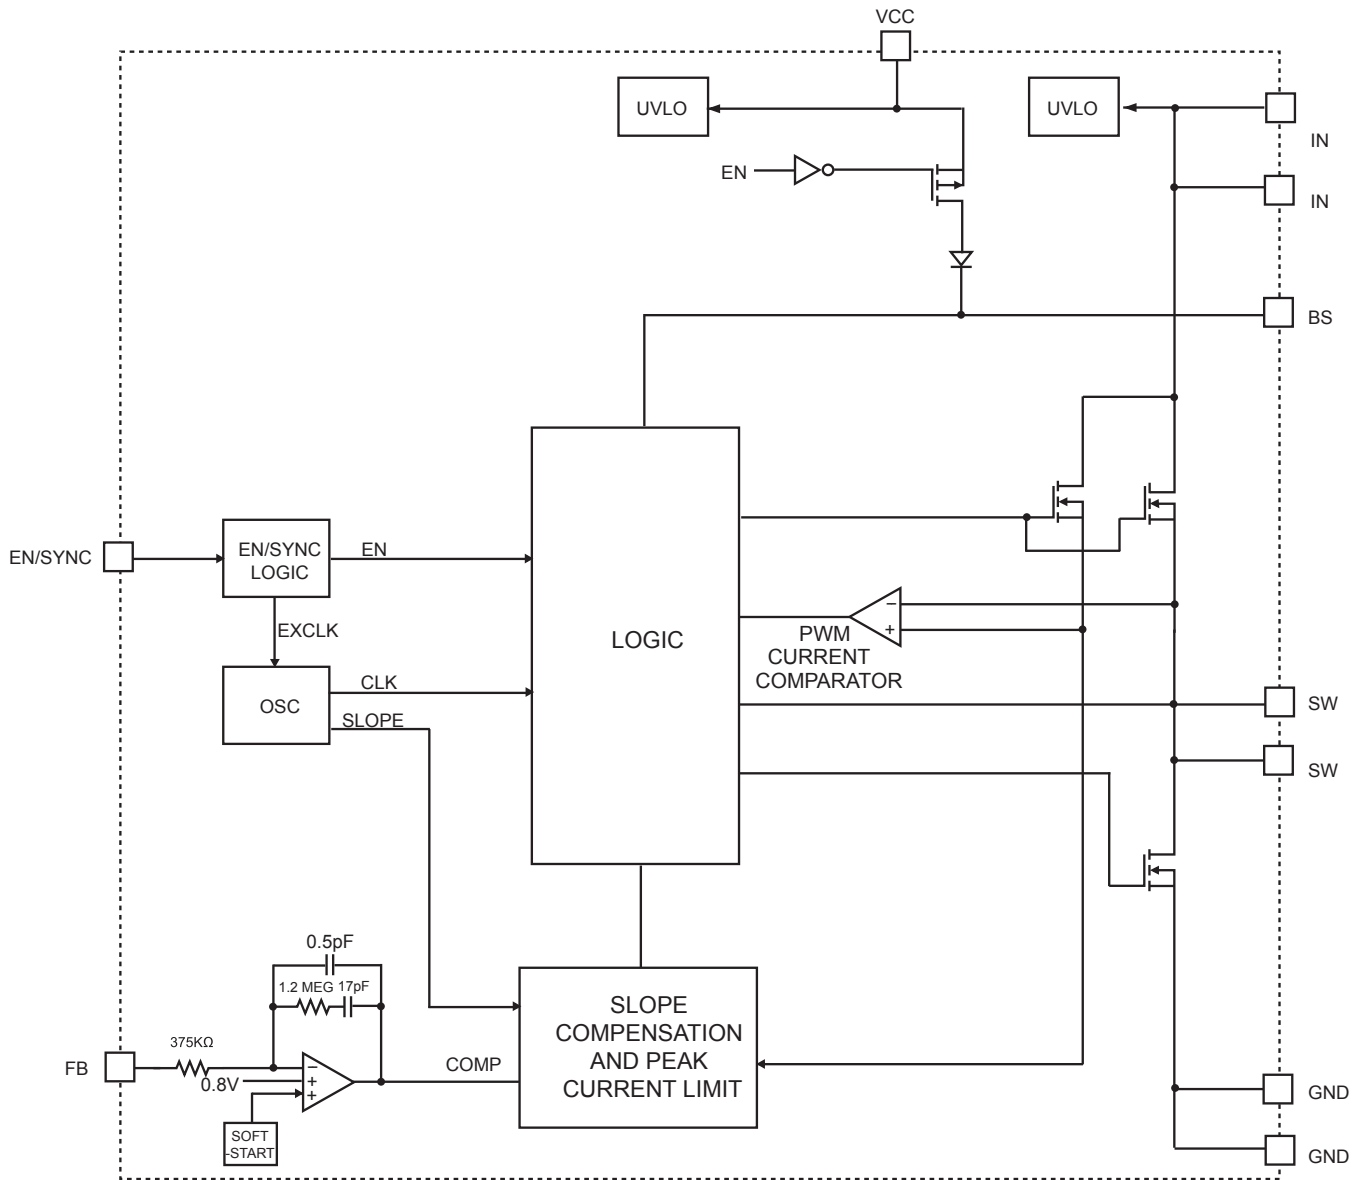 VCC
UVLO
UVLO
IN
EN
IN
BS
EN/SYNC
EN/SYNC
LOGIC
EN
EXCLK
OSC
CLK
SLOPE
LOGIC
−
+
PWM
CURRENT
COMPARATOR
SW
SW
0.5pF
1.2 MEG 17pF
375KΩ
FB
0.8V
−
+
+
SOFT
-START
COMP
SLOPE
COMPENSATION
AND PEAK
CURRENT LIMIT
GND
GND